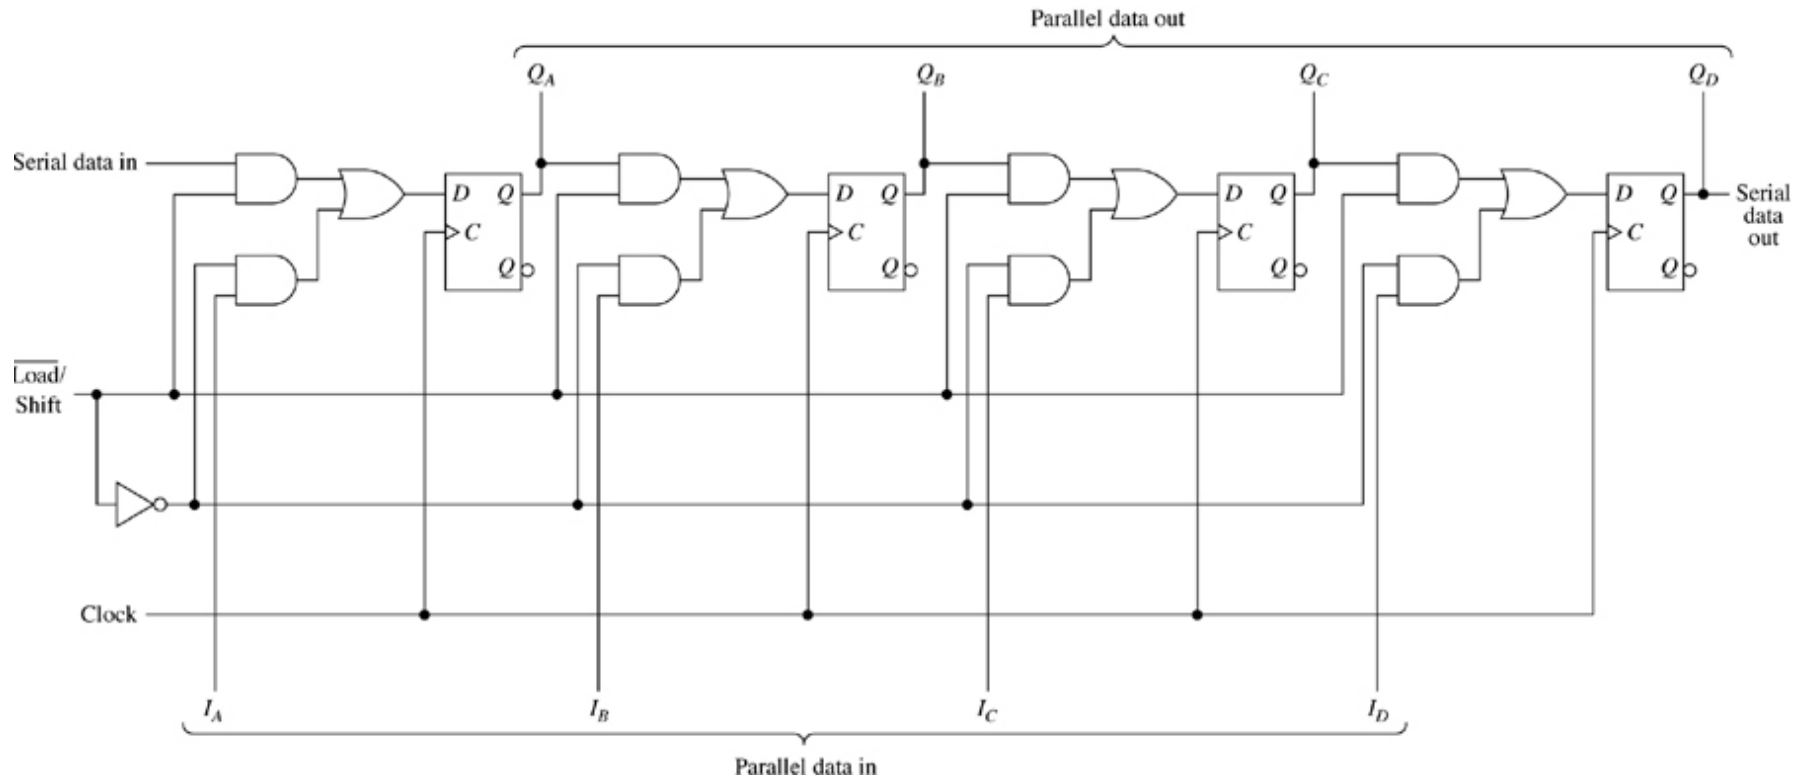 Parallel data out
Q_A Q_B Q_C Q_D
Serial data in
D Q D Q D Q D Q
Serial
data
out
C C C C
Q Q Q Q
L̅o̅a̅d̅/
Shift
Clock
I_A I_B I_C I_D
Parallel data in